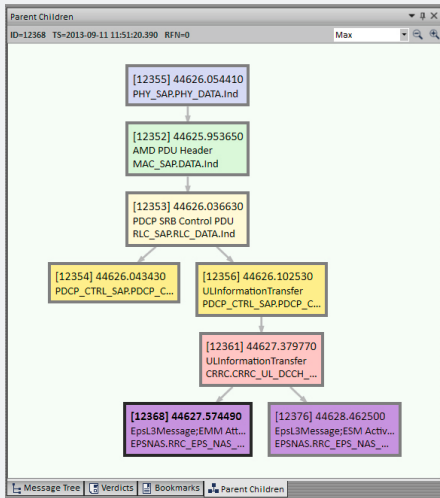 Parent Children
ID=12368 TS=2013-09-11 11:51:20.390 RFN=0
Max
[12355] 44626.054410
PHY_SAP.PHY_DATA.Ind
[12352] 44625.953650
AMD PDU Header
MAC_SAP.DATA.Ind
[12353] 44626.036630
PDCP SRB Control PDU
RLC_SAP.RLC_DATA.Ind
[12354] 44626.043430
PDCP_CTRL_SAP.PDCP_C...
[12356] 44626.102530
ULInformationTransfer
PDCP_CTRL_SAP.PDCP_C...
[12361] 44627.379770
ULInformationTransfer
CRRC.CRRC_UL_DCCH_...
[12368] 44627.574490
EpsL3Message;EMM Att...
EPSNAS.RRC_EPS_NAS_...
[12376] 44628.462500
EpsL3Message;ESM Activ...
EPSNAS.RRC_EPS_NAS_...
Message Tree Verdicts Bookmarks Parent Children